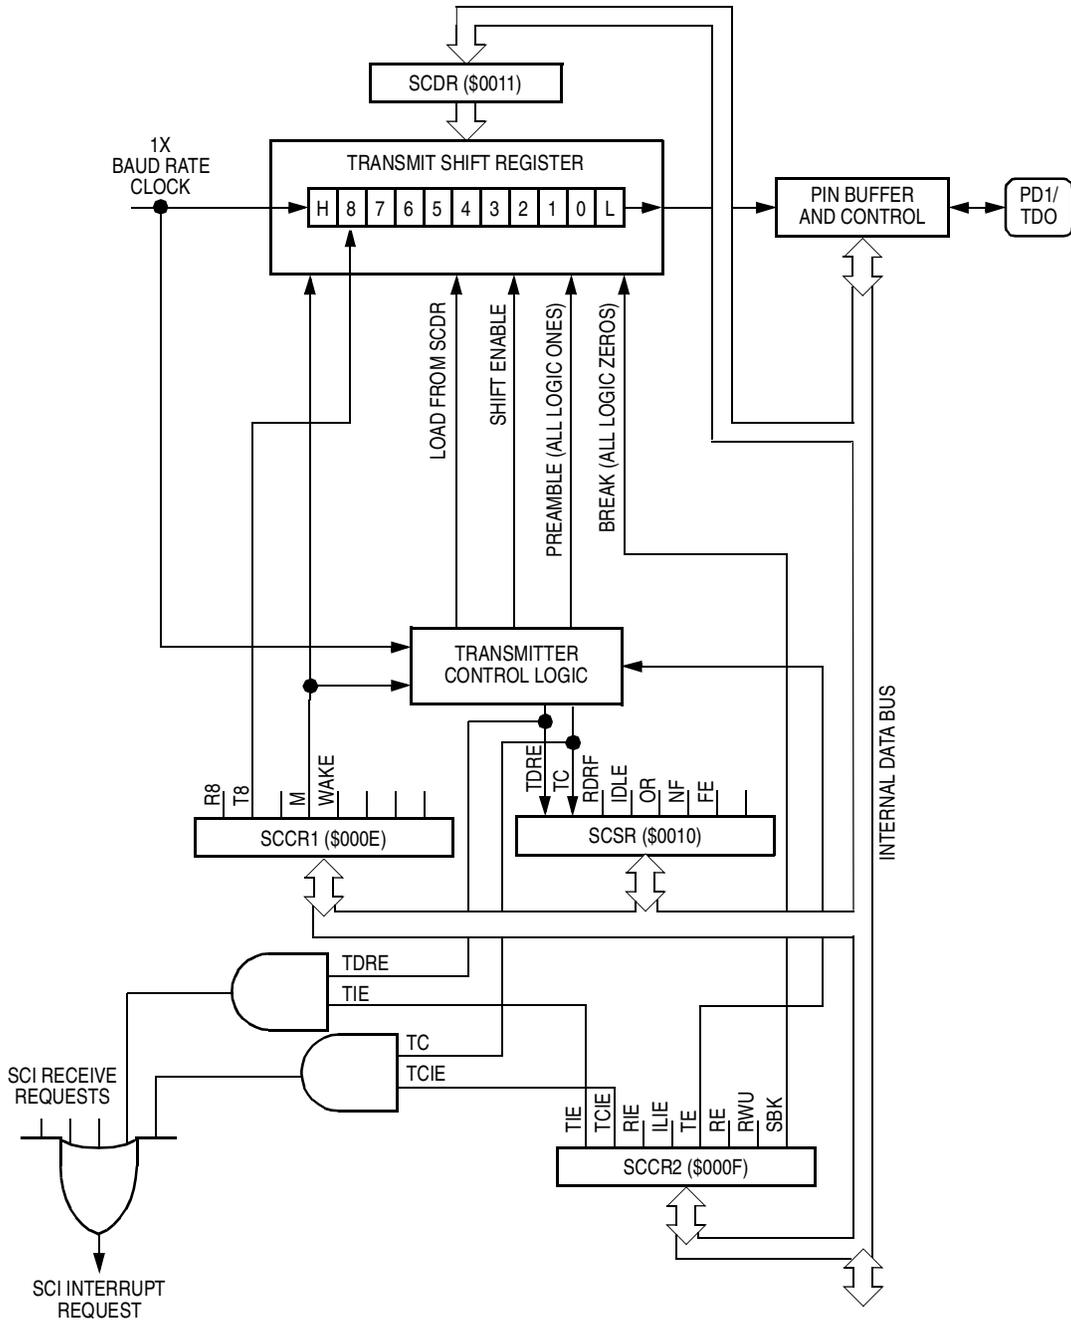 SCDR ($0011)
1X
BAUD RATE
CLOCK
TRANSMIT SHIFT REGISTER
H 8 7 6 5 4 3 2 1 0 L
PIN BUFFER
AND CONTROL
PD1/
TDO
LOAD FROM SCDR
SHIFT ENABLE
PREAMBLE (ALL LOGIC ONES)
BREAK (ALL LOGIC ZEROS)
TRANSMITTER
CONTROL LOGIC
INTERNAL DATA BUS
R8
T8
M
WAKE
SCCR1 ($000E)
TDRE
TC
RDRF
IDLE
OR
NF
FE
SCSR ($0010)
TDRE
TIE
TC
TCIE
SCI RECEIVE
REQUESTS
TIE
TCIE
RIE
ILIE
TE
RE
RWU
SBK
SCCR2 ($000F)
SCI INTERRUPT
REQUEST